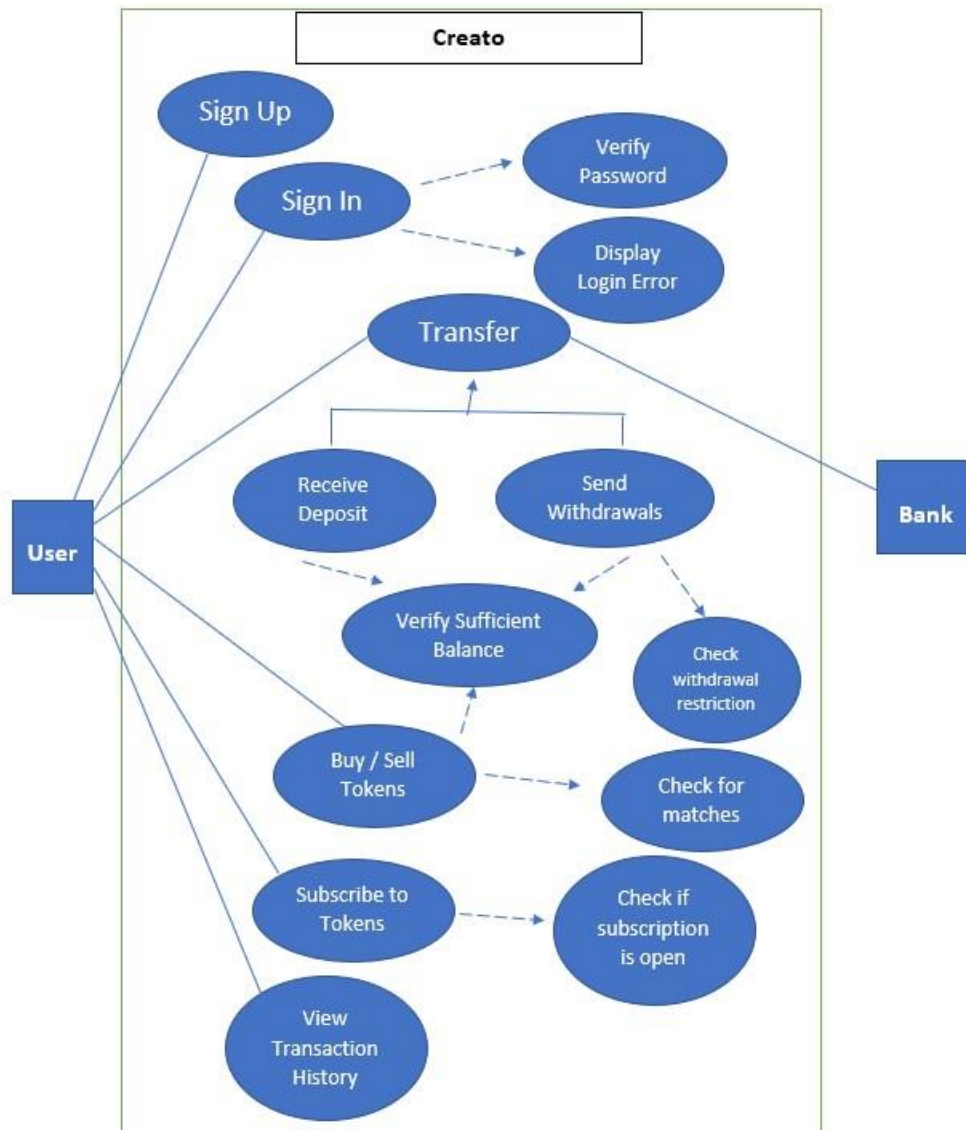 Creato
Sign Up
Verify
Password
Sign In
Display
Login Error
Transfer
Receive
Deposit
Send
Withdrawals
User
Bank
Verify Sufficient
Balance
Check
withdrawal
restriction
Buy / Sell
Tokens
Check for
matches
Subscribe to
Tokens
Check if
subscription
is open
View
Transaction
History